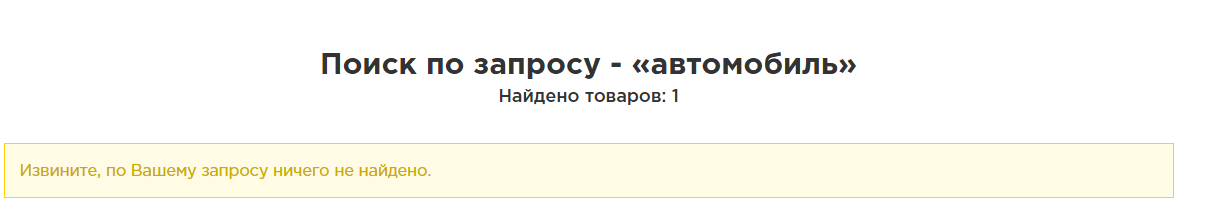 Поиск по запросу - «автомобиль»
Найдено товаров: 1
Извините, по Вашему запросу ничего не найдено.